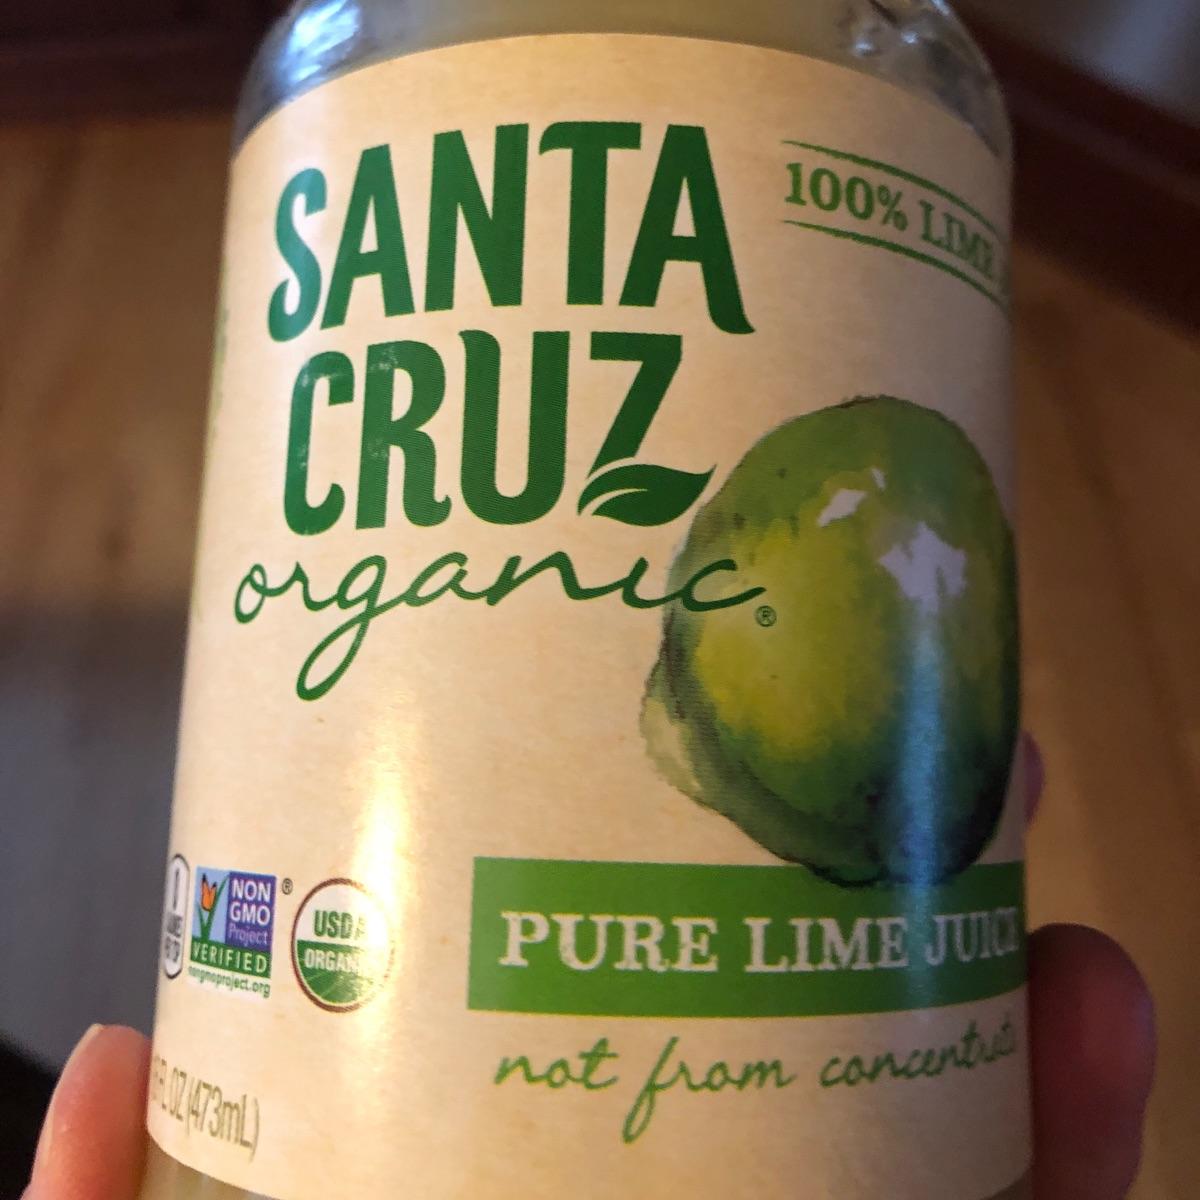 SANTA
CRUZ
organic®
100% LIME
NON
GMO
Project
VERIFIED
nongmoproject.org
®
USDA
ORGAN
PURE LIME JUICE
not from concentrate
FL OZ (473mL)